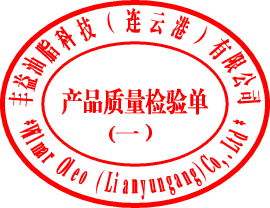 丰益油脂科技（连云港）有限公司
产品质量检验单
(一)
*Wilmar Oleo (Lianyungang)Co,.Ltd*